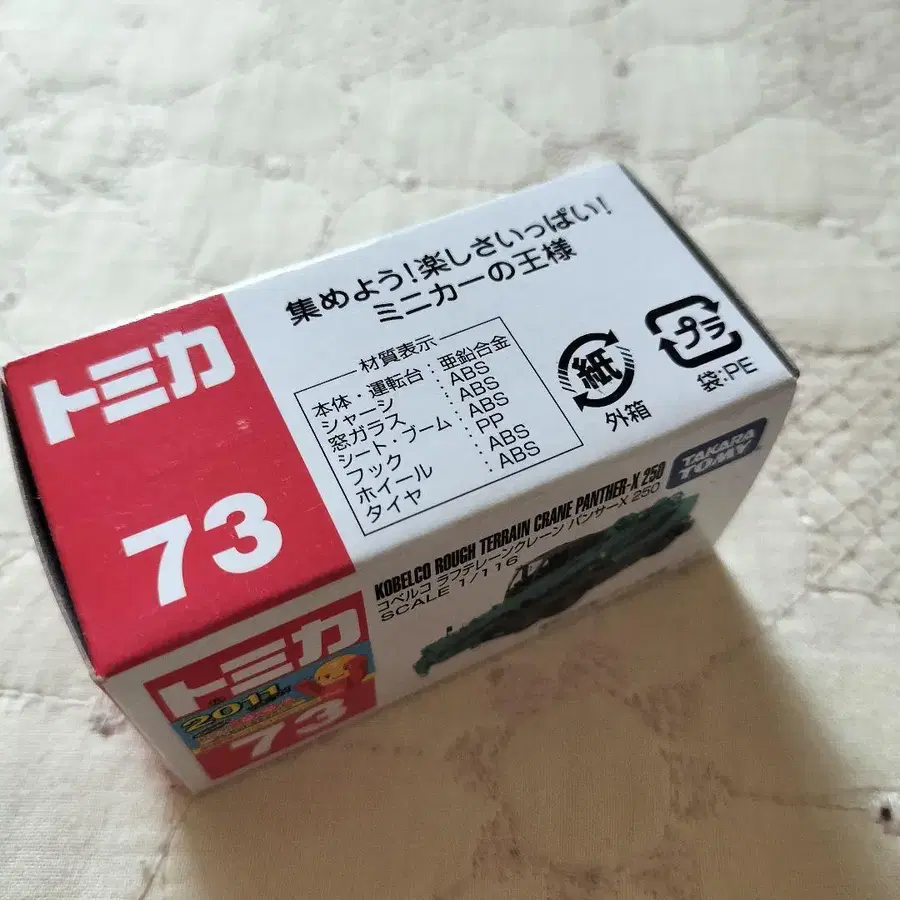 集めよう!楽しさいっぱい!
ミニカーの王様
トミカ
73
材質表示
本体・運転台:亜鉛合金
シャーシ:ABS
窓ガラス:ABS
シート・ブーム:ABS
フック:PP
ホイール:ABS
タイヤ:ABS
紙
外箱
プラ
袋:PE
TAKARA
TOMY
KOBELCO ROUGH TERRAIN CRANE PANTHER-X 250
コベルコ ラフテレーンクレーン パンサーX 250
SCALE 1/116
トミカ
2011
73